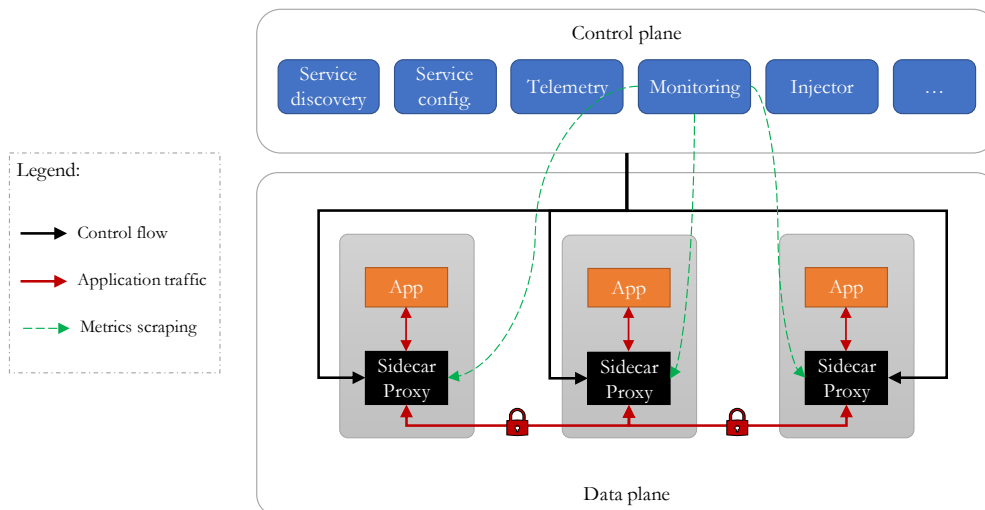 Control plane
Service
discovery
Service
config.
Telemetry
Monitoring
Injector
...
Legend:
Control flow
Application traffic
Metrics scraping
App
App
App
Sidecar
Proxy
Sidecar
Proxy
Sidecar
Proxy
Data plane